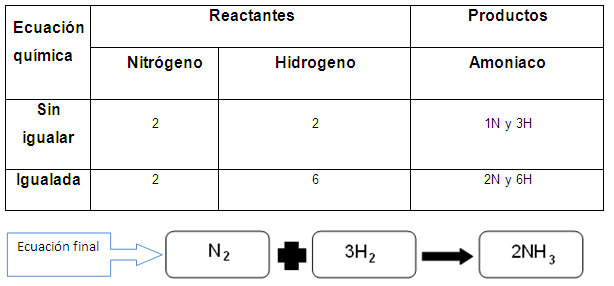 Ecuación química
Reactantes
Productos
Nitrógeno
Hidrogeno
Amoniaco
Sin igualar
2
2
1N y 3H
Igualada
2
6
2N y 6H
Ecuación final
N₂
3H₂
2NH₃